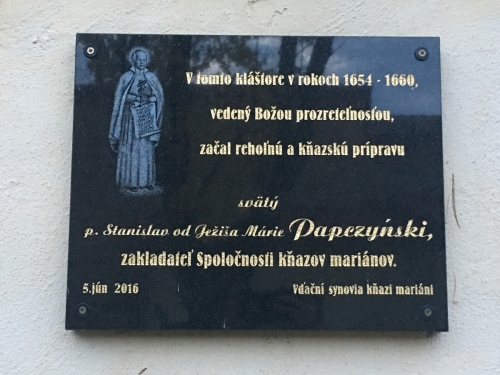 V tomto kláštore v rokoch 1654 - 1660,
vedený Božou prozreteľnosťou,
začal rehoľnú a kňazskú prípravu
svätý
p. Stanislav od Ježiša Márie Papczyński,
zakladateľ Spoločnosti kňazov mariánov.
5.jún 2016 Vďační synovia kňazi mariáni